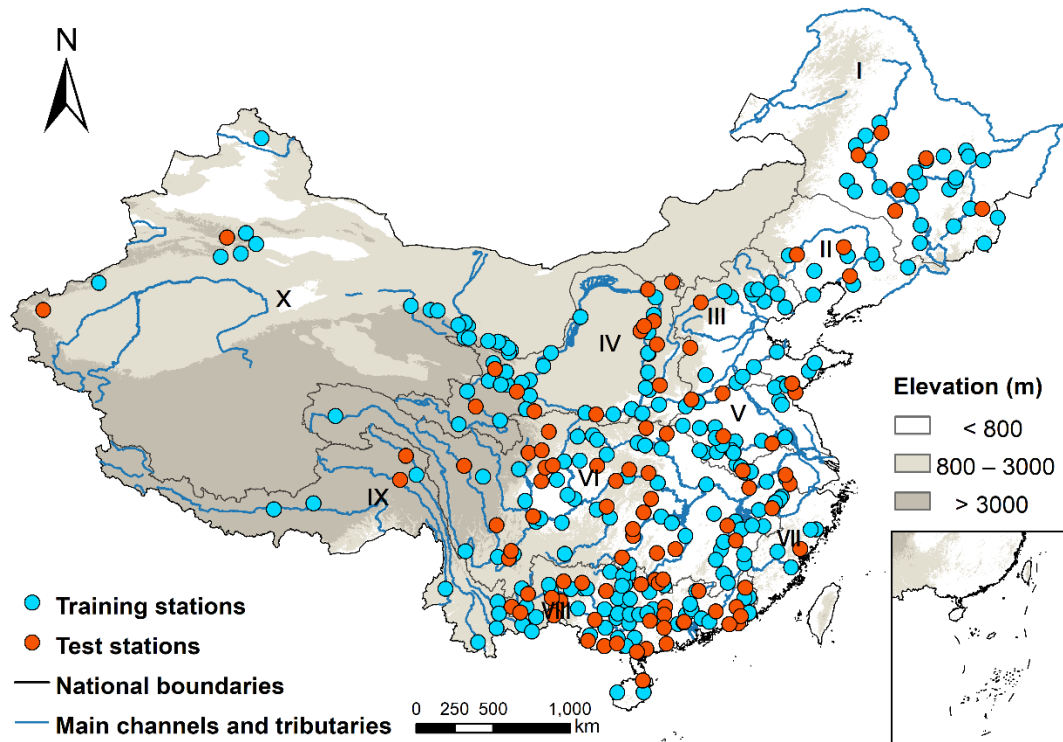 N
I
II
X
III
IV
Elevation (m)
V
< 800
VI
800 – 3000
IX
> 3000
VII
Training stations
VIII
Test stations
National boundaries
0 250 500 1,000
km
Main channels and tributaries